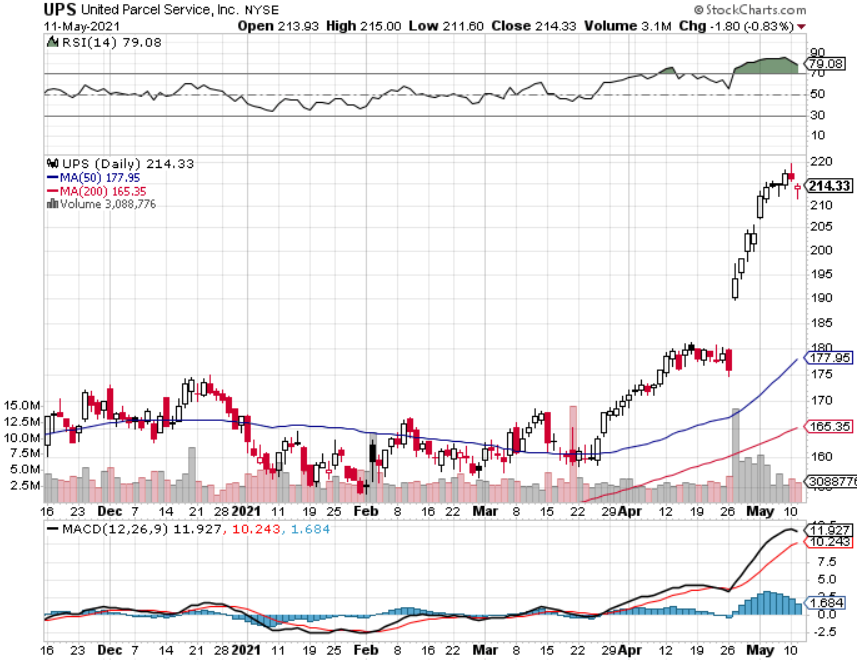 UPS United Parcel Service, Inc. NYSE © StockCharts.com
11-May-2021 Open 213.93 High 215.00 Low 211.60 Close 214.33 Volume 3.1M Chg -1.80 (-0.83%)
RSI(14) 79.08
90
79.08
70
50
30
10
UPS (Daily) 214.33
MA(50) 177.95
MA(200) 165.35
Volume 3,088,776
220
214.33
210
205
200
195
190
185
180
177.95
175
170
165.35
160
3088776
15.0M
12.5M
10.0M
7.5M
5.0M
2.5M
16 23 Dec 7 14 21 28 2021 11 19 25 Feb 8 16 22 Mar 8 15 22 29 Apr 12 19 26 May 10
MACD(12,26,9) 11.927, 10.243, 1.684
11.927
10.243
7.5
5.0
1.684
0.0
-2.5
16 23 Dec 7 14 21 28 2021 11 19 25 Feb 8 16 22 Mar 8 15 22 29 Apr 12 19 26 May 10